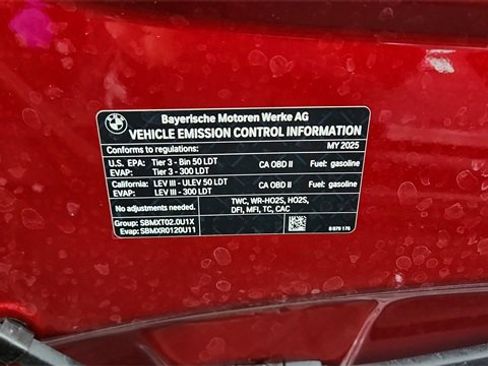 BMW
Bayerische Motoren Werke AG
VEHICLE EMISSION CONTROL INFORMATION
Conforms to regulations: MY 2025
U.S. EPA: Tier 3 - Bin 50 LDT CA OBD II Fuel: gasoline
EVAP: Tier 3 - 300 LDT
California: LEV III - ULEV 50 LDT CA OBD II Fuel: gasoline
EVAP: LEV III - 300 LDT
No adjustments needed. TWC, WR-HO2S, HO2S,
DFI, MFI, TC, CAC
Group: SBMXT02.0U1X
Evap: SBMXR0120U11